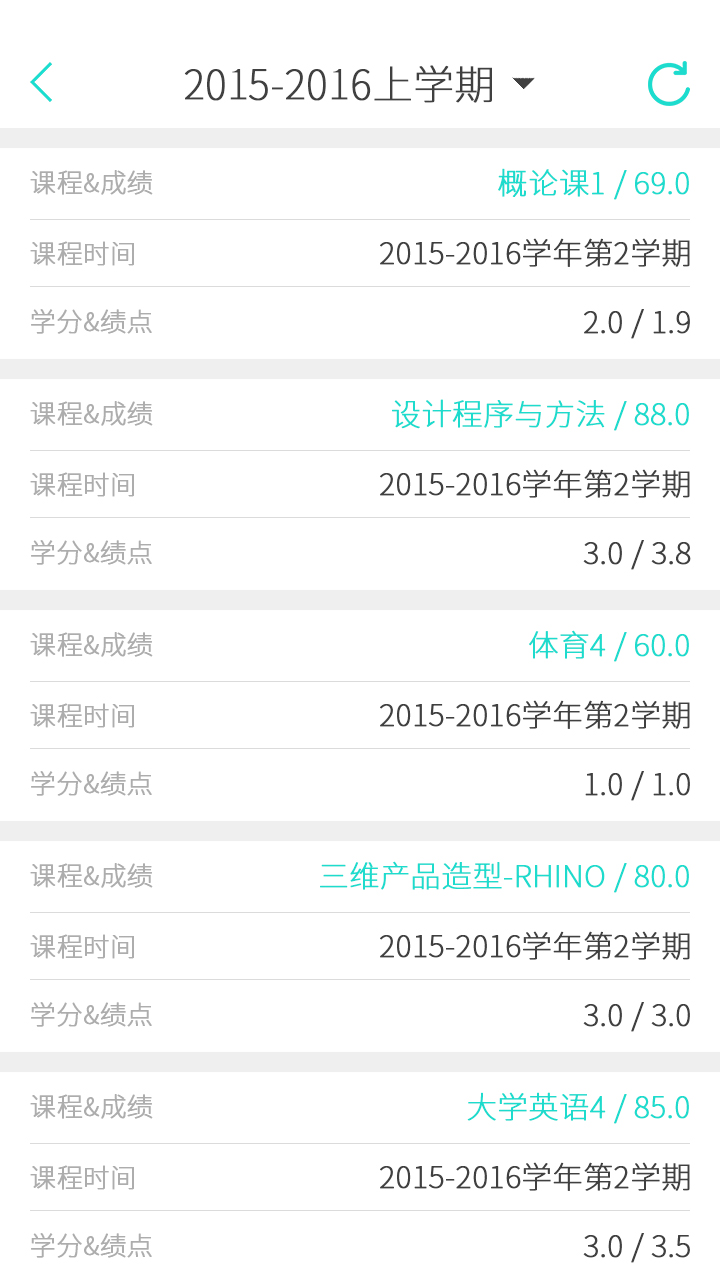 2015-2016上学期
课程&成绩 概论课1 / 69.0
课程时间 2015-2016学年第2学期
学分&绩点 2.0 / 1.9
课程&成绩 设计程序与方法 / 88.0
课程时间 2015-2016学年第2学期
学分&绩点 3.0 / 3.8
课程&成绩 体育4 / 60.0
课程时间 2015-2016学年第2学期
学分&绩点 1.0 / 1.0
课程&成绩 三维产品造型-RHINO / 80.0
课程时间 2015-2016学年第2学期
学分&绩点 3.0 / 3.0
课程&成绩 大学英语4 / 85.0
课程时间 2015-2016学年第2学期
学分&绩点 3.0 / 3.5